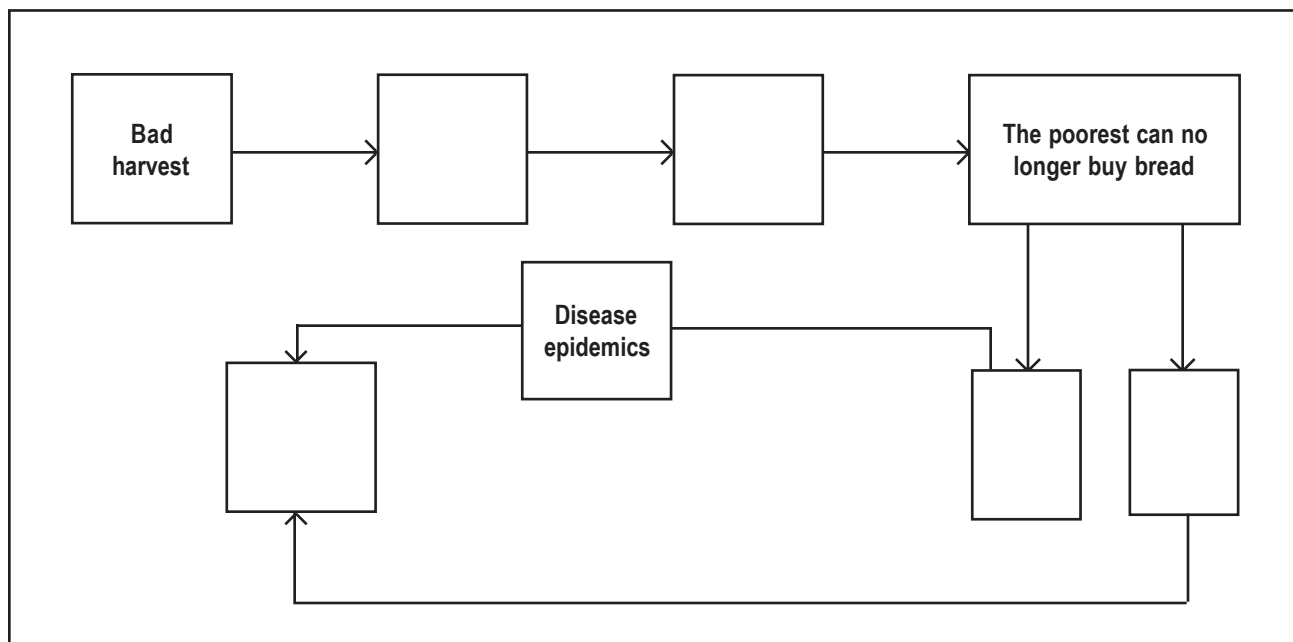 Bad
harvest
The poorest can no
longer buy bread
Disease
epidemics